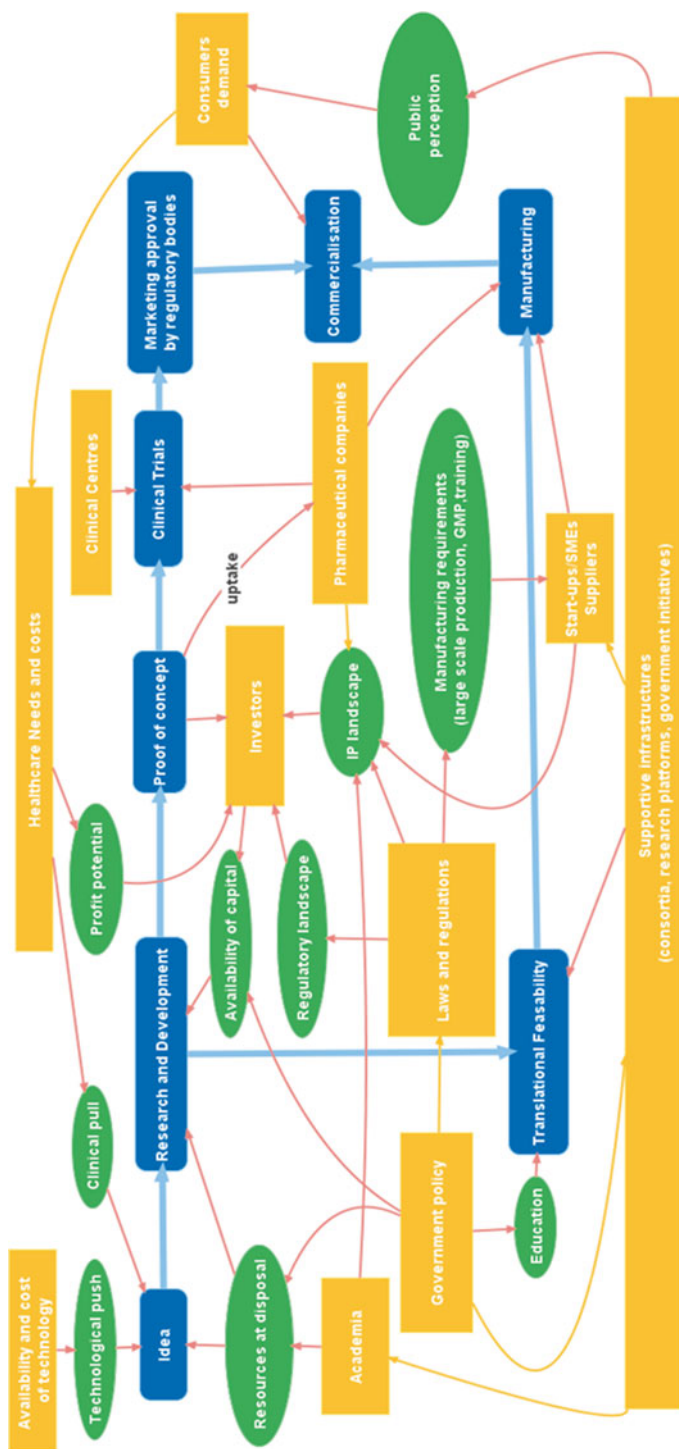 Availability and cost
of technology
Technological push
Idea
Resources at disposal
Academia
Clinical pull
Government policy
Education
Healthcare Needs and costs
Profit potential
Research and Development
Availability of capital
Regulatory landscape
Laws and regulations
Translational Feasability
Proof of concept
Investors
IP landscape
uptake
Manufacturing requirements
(large scale production, GMP,training)
Clinical Centres
Clinical Trials
Pharmaceutical companies
Start-ups/SMEs
Suppliers
Marketing approval
by regulatory bodies
Commercialisation
Manufacturing
Consumers
demand
Public
perception
Supportive infrastructures
(consortia, research platforms, government initiatives)